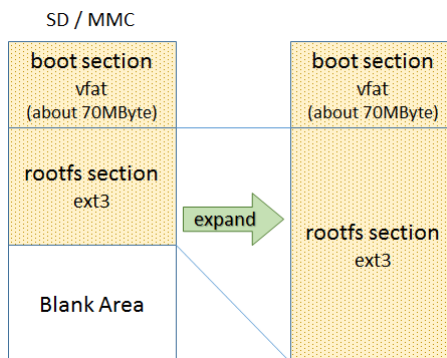 SD / MMC
boot section
vfat
(about 70MByte)
rootfs section
ext3
Blank Area
expand
boot section
vfat
(about 70MByte)
rootfs section
ext3